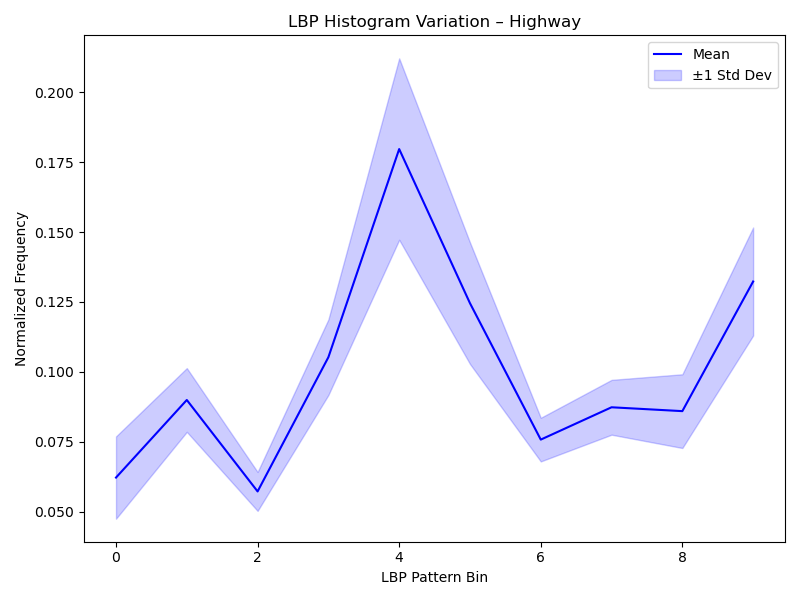 LBP Histogram Variation – Highway
Mean
±1 Std Dev
0.200
0.175
0.150
0.125
0.100
0.075
0.050
Normalized Frequency
0 2 4 6 8
LBP Pattern Bin